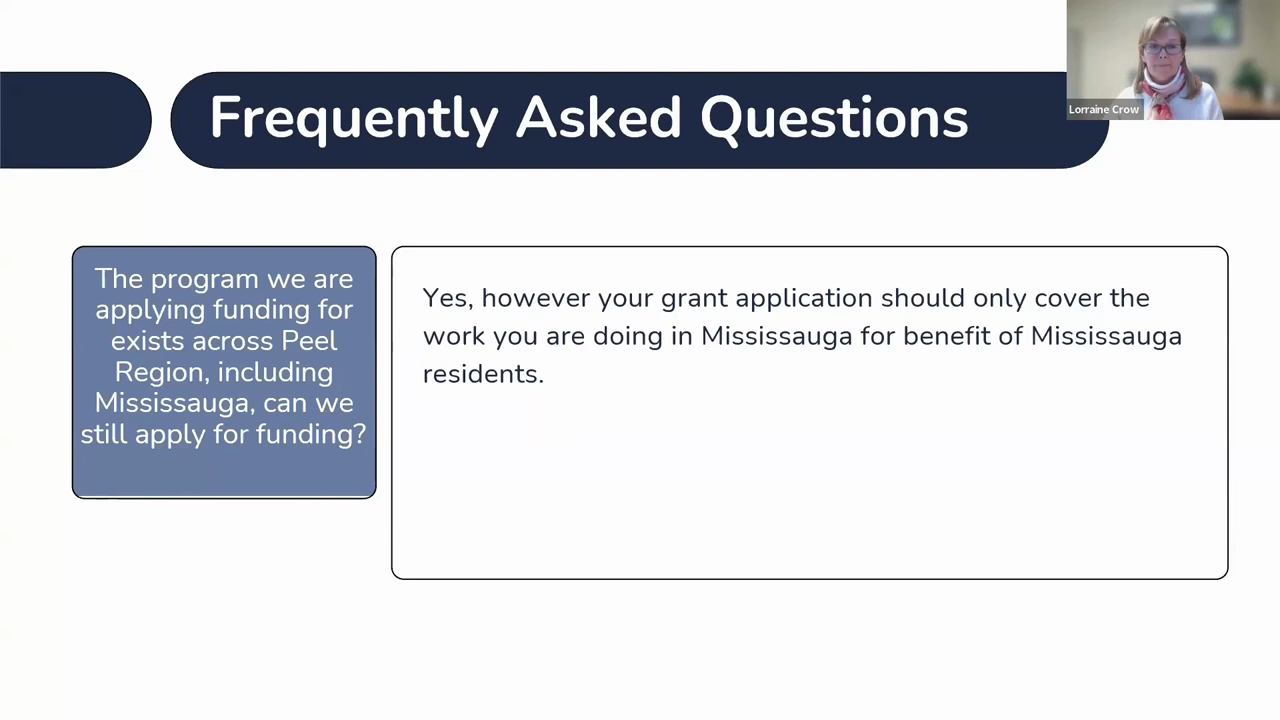 Frequently Asked Questions
Lorraine Crow
The program we are
applying funding for
exists across Peel
Region, including
Mississauga, can we
still apply for funding?
Yes, however your grant application should only cover the
work you are doing in Mississauga for benefit of Mississauga
residents.